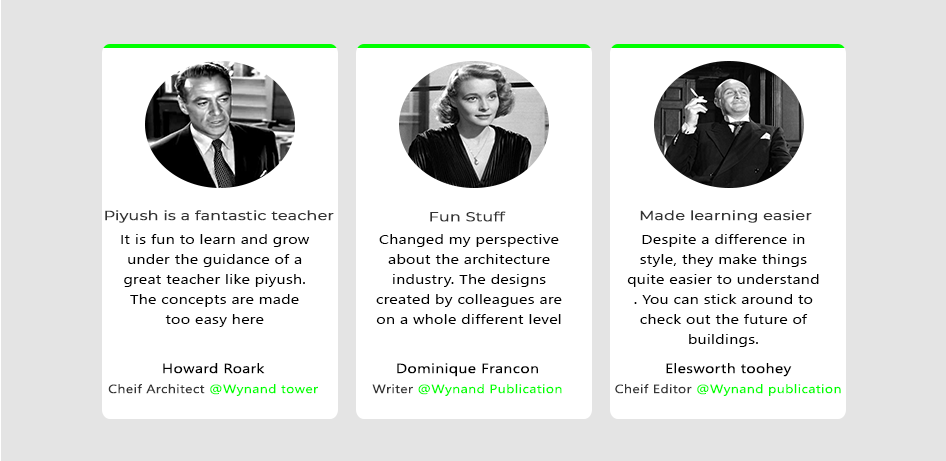 Piyush is a fantastic teacher
It is fun to learn and grow
under the guidance of a
great teacher like piyush.
The concepts are made
too easy here
Howard Roark
Cheif Architect @Wynand tower
Fun Stuff
Changed my perspective
about the architecture
industry. The designs
created by colleagues are
on a whole different level
Dominique Francon
Writer @Wynand Publication
Made learning easier
Despite a difference in
style, they make things
quite easier to understand
. You can stick around to
check out the future of
buildings.
Elesworth toohey
Cheif Editor @Wynand publication